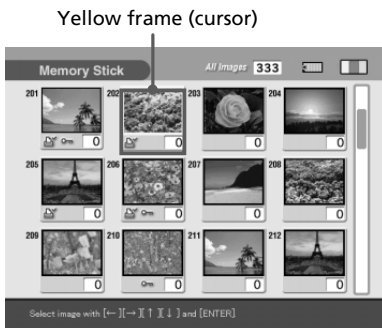 Yellow frame (cursor)
Memory Stick
All Images 333
201 202 203 204
0 0 0 0
205 206 207 208
0 0 0 0
209 210 211 212
0 0 0 0
Select image with [←][→][↑][↓] and [ENTER]